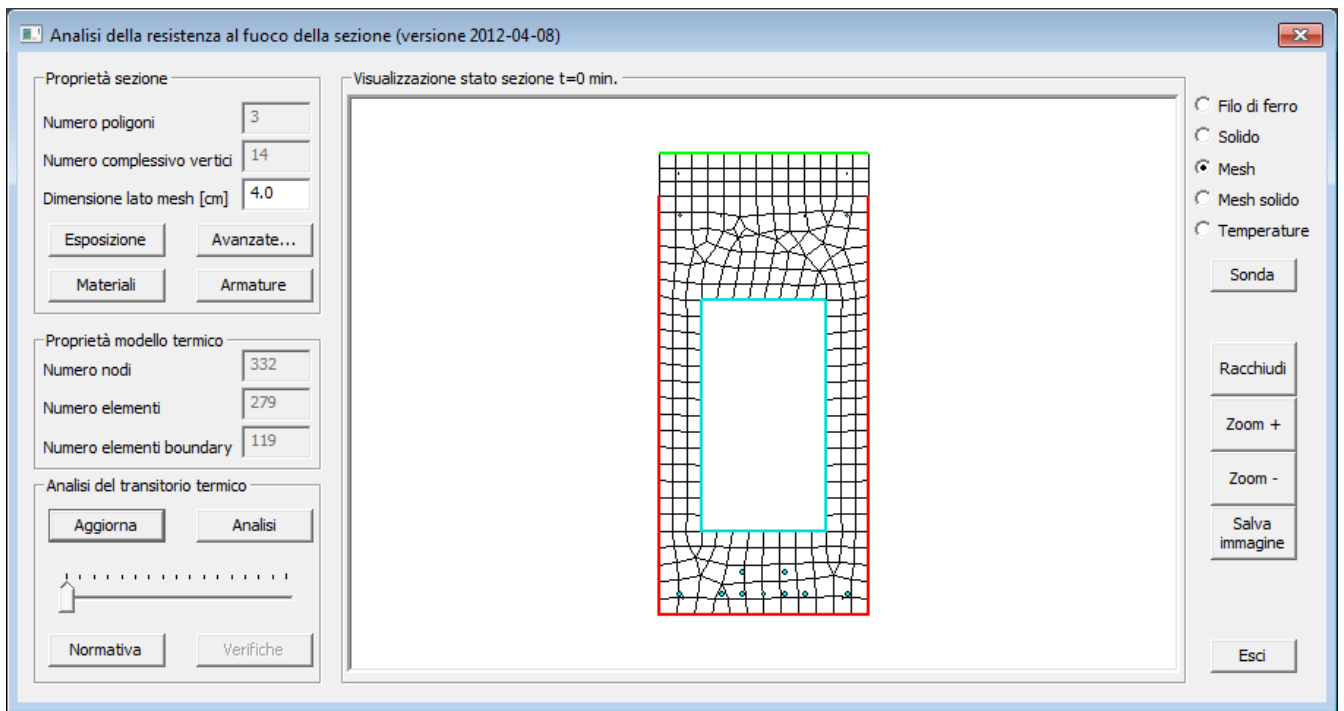 Analisi della resistenza al fuoco della sezione (versione 2012-04-08)
Proprietà sezione
Numero poligoni 3
Numero complessivo vertici 14
Dimensione lato mesh [cm] 4.0
Esposizione Avanzate...
Materiali Armature
Proprietà modello termico
Numero nodi 332
Numero elementi 279
Numero elementi boundary 119
Analisi del transitorio termico
Aggiorna Analisi
Normativa Verifiche
Visualizzazione stato sezione t=0 min.
Filo di ferro
Solido
Mesh
Mesh solido
Temperature
Sonda
Racchiudi
Zoom +
Zoom -
Salva
immagine
Esci